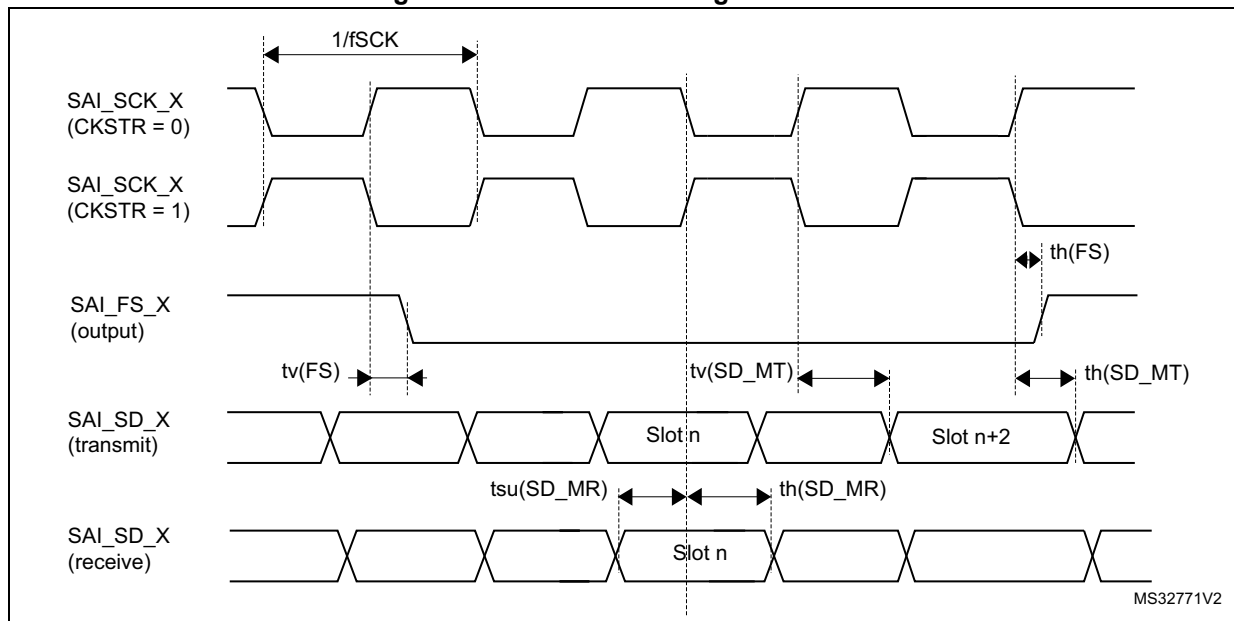 1/fSCK
SAI_SCK_X
(CKSTR = 0)
SAI_SCK_X
(CKSTR = 1)
th(FS)
SAI_FS_X
(output)
tv(FS)
tv(SD_MT)
th(SD_MT)
SAI_SD_X
(transmit)
Slot n
Slot n+2
tsu(SD_MR)
th(SD_MR)
SAI_SD_X
(receive)
Slot n
MS32771V2